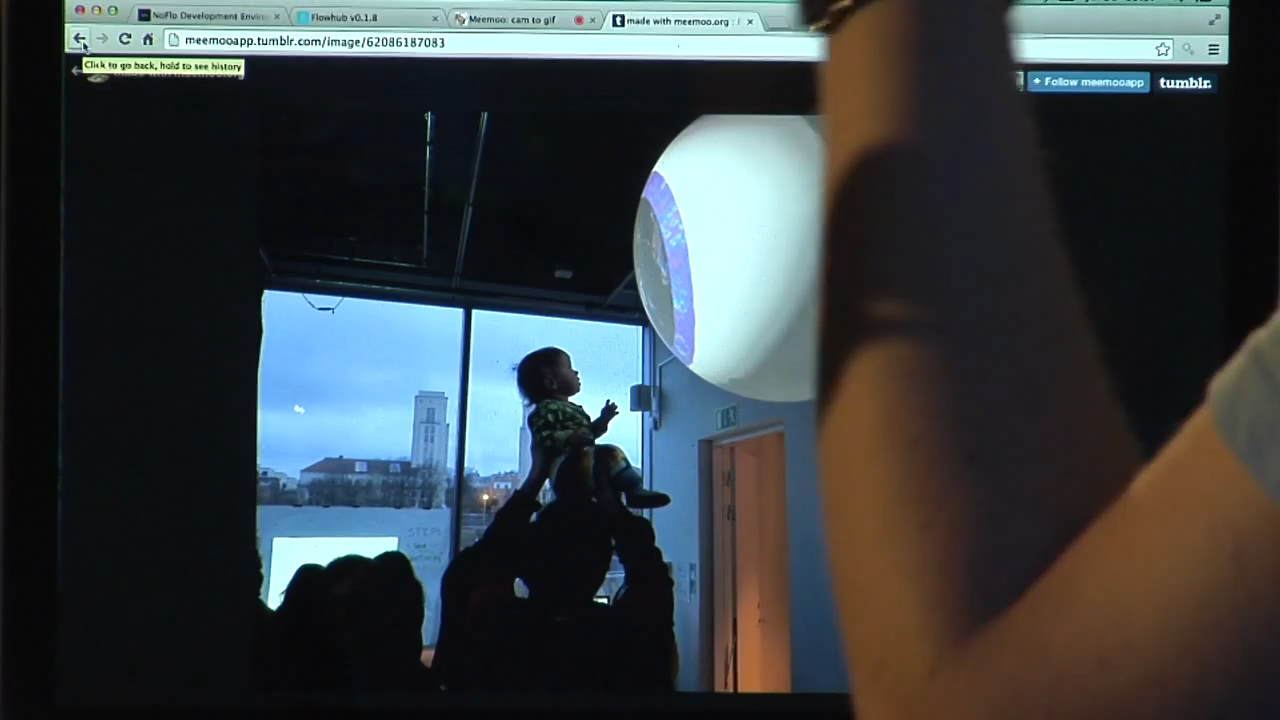 NoFlo Development Enviro
Flowhub v0.1.8
Meemoo: cam to gif
made with meemoo.org :
meemooapp.tumblr.com/image/62086187083
Click to go back, hold to see history
+ Follow meemooapp
tumblr.
STEPS